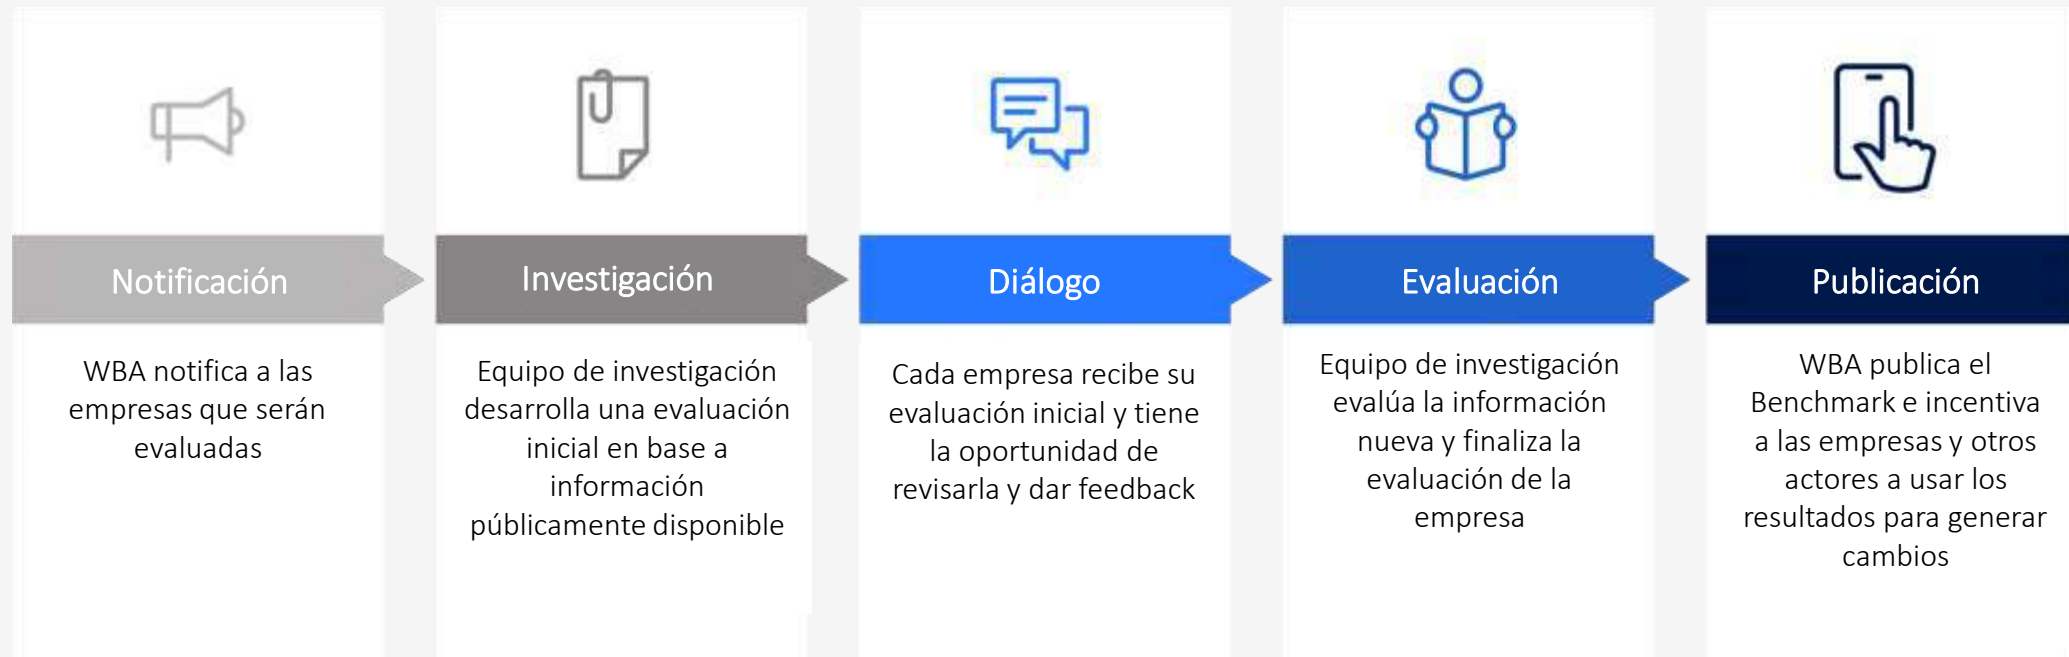 Notificación
WBA notifica a las
empresas que serán
evaluadas
Investigación
Equipo de investigación
desarrolla una evaluación
inicial en base a
información
públicamente disponible
Diálogo
Cada empresa recibe su
evaluación inicial y tiene
la oportunidad de
revisarla y dar feedback
Evaluación
Equipo de investigación
evalúa la información
nueva y finaliza la
evaluación de la
empresa
Publicación
WBA publica el
Benchmark e incentiva
a las empresas y otros
actores a usar los
resultados para generar
cambios